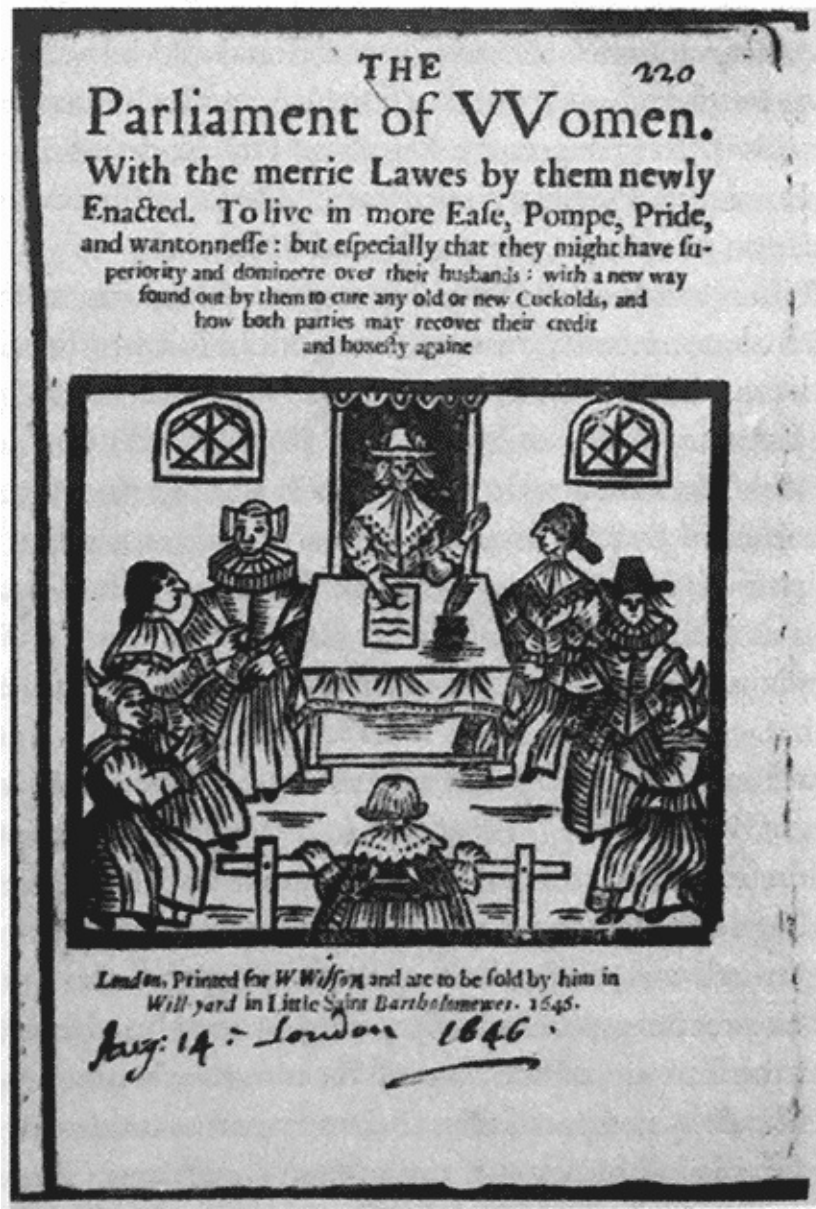 THE
220
Parliament of VVomen.
With the merrie Lawes by them newly
Enacted. To live in more Eaſe, Pompe, Pride,
and wantonneſſe: but eſpecially that they might have ſu-
periority and domineere over their husbands: with a new way
found out by them to cure any old or new Cuckolds, and
how both parties may recover their credit
and honeſty againe
London, Printed for W. Wilſon and are to be ſold by him in
Will-yard in Little Saint Bartholomewes. 1646.
Aug: 14: London 1646.